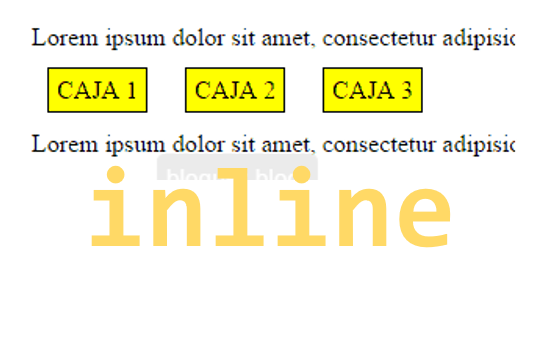 Lorem ipsum dolor sit amet, consectetur adipisic
CAJA 1 CAJA 2 CAJA 3
Lorem ipsum dolor sit amet, consectetur adipisic
inline